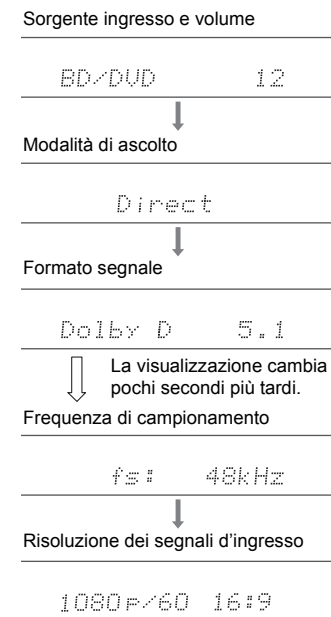 Sorgente ingresso e volume
BD/DVD 12
Modalità di ascolto
Direct
Formato segnale
Dolby D 5.1
La visualizzazione cambia
pochi secondi più tardi.
Frequenza di campionamento
fs: 48kHz
Risoluzione dei segnali d'ingresso
1080p/60 16:9